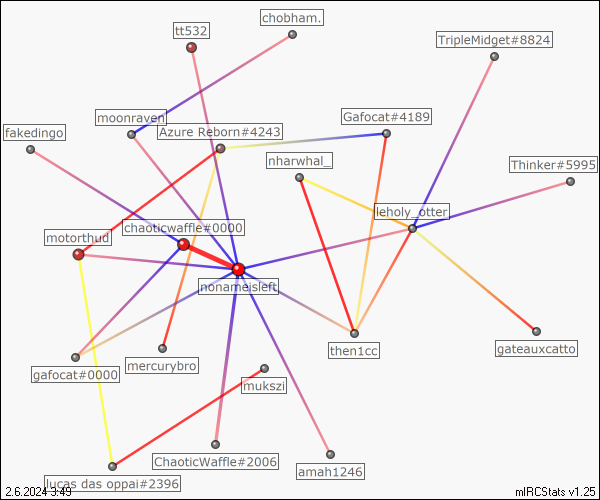 chobham.
tt532
TripleMidget#8824
moonraven
Gafocat#4189
Azure Reborn#4243
fakedingo
nharwhal_
Thinker#5995
leholy_otter
chaoticwaffle#0000
motorthud
nonameisleft
then1cc
gateauxcatto
mercurybro
gafocat#0000
mukszi
ChaoticWaffle#2006
amah1246
lucas das oppai#2396
2.6.2024 3:49
mIRCStats v1.25